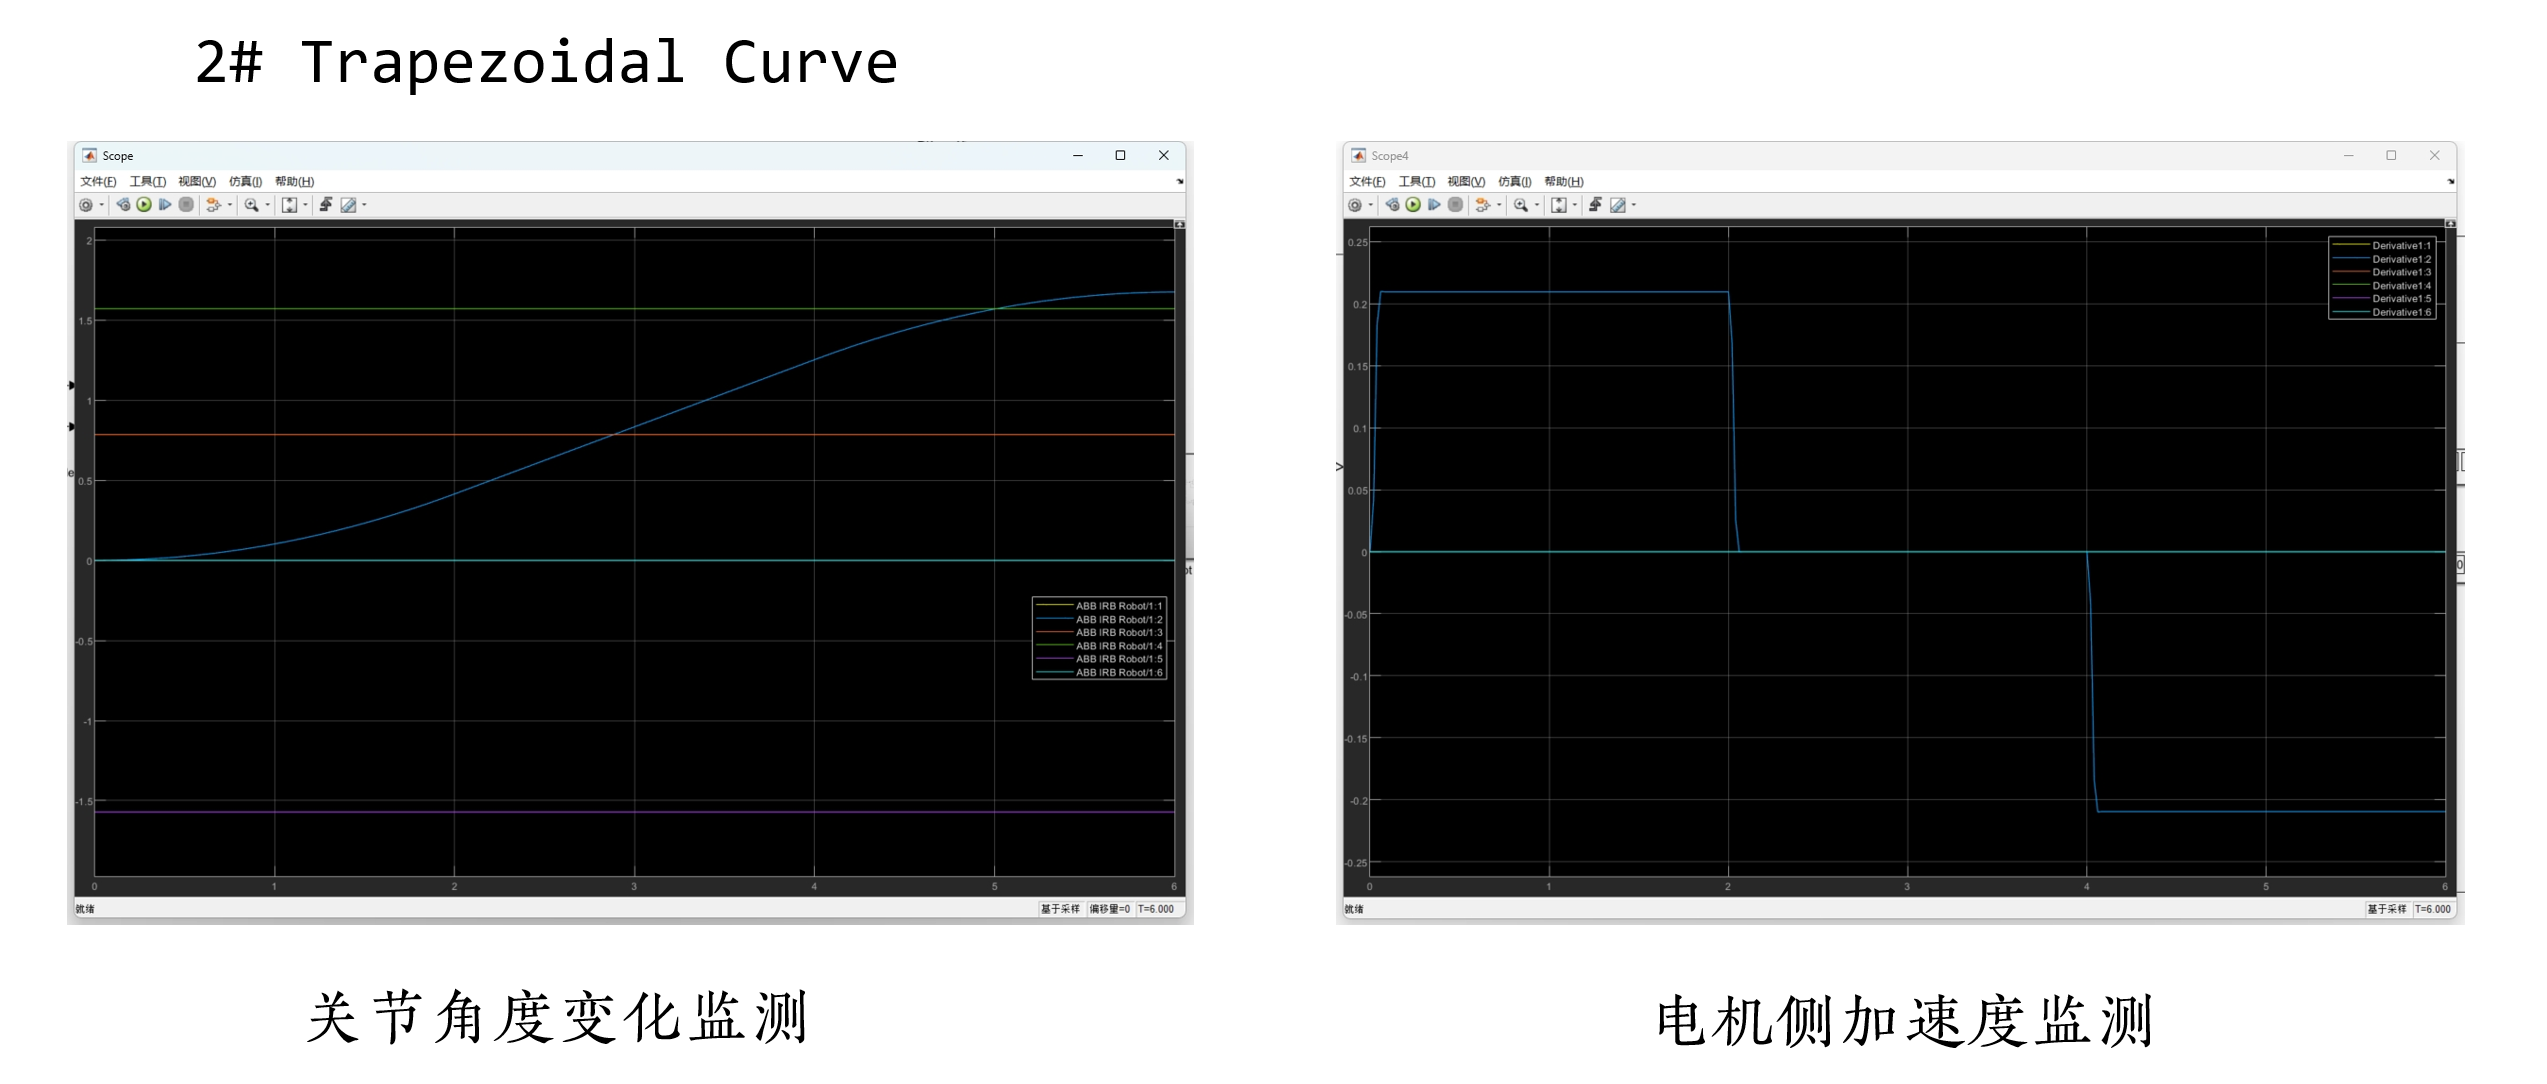 2# Trapezoidal Curve
Scope
文件(F) 工具(T) 视图(V) 仿真(I) 帮助(H)
2
1.5
1
0.5
0
-0.5
-1
-1.5
0 1 2 3 4 5 6
ABB IRB Robot/1:1
ABB IRB Robot/1:2
ABB IRB Robot/1:3
ABB IRB Robot/1:4
ABB IRB Robot/1:5
ABB IRB Robot/1:6
就绪 基于采样 偏移量=0 T=6.000
关节角度变化监测
Scope4
文件(F) 工具(T) 视图(V) 仿真(I) 帮助(H)
0.25
0.2
0.15
0.1
0.05
0
-0.05
-0.1
-0.15
-0.2
-0.25
0 1 2 3 4 5 6
Derivative1:1
Derivative1:2
Derivative1:3
Derivative1:4
Derivative1:5
Derivative1:6
就绪 基于采样 T=6.000
电机侧加速度监测